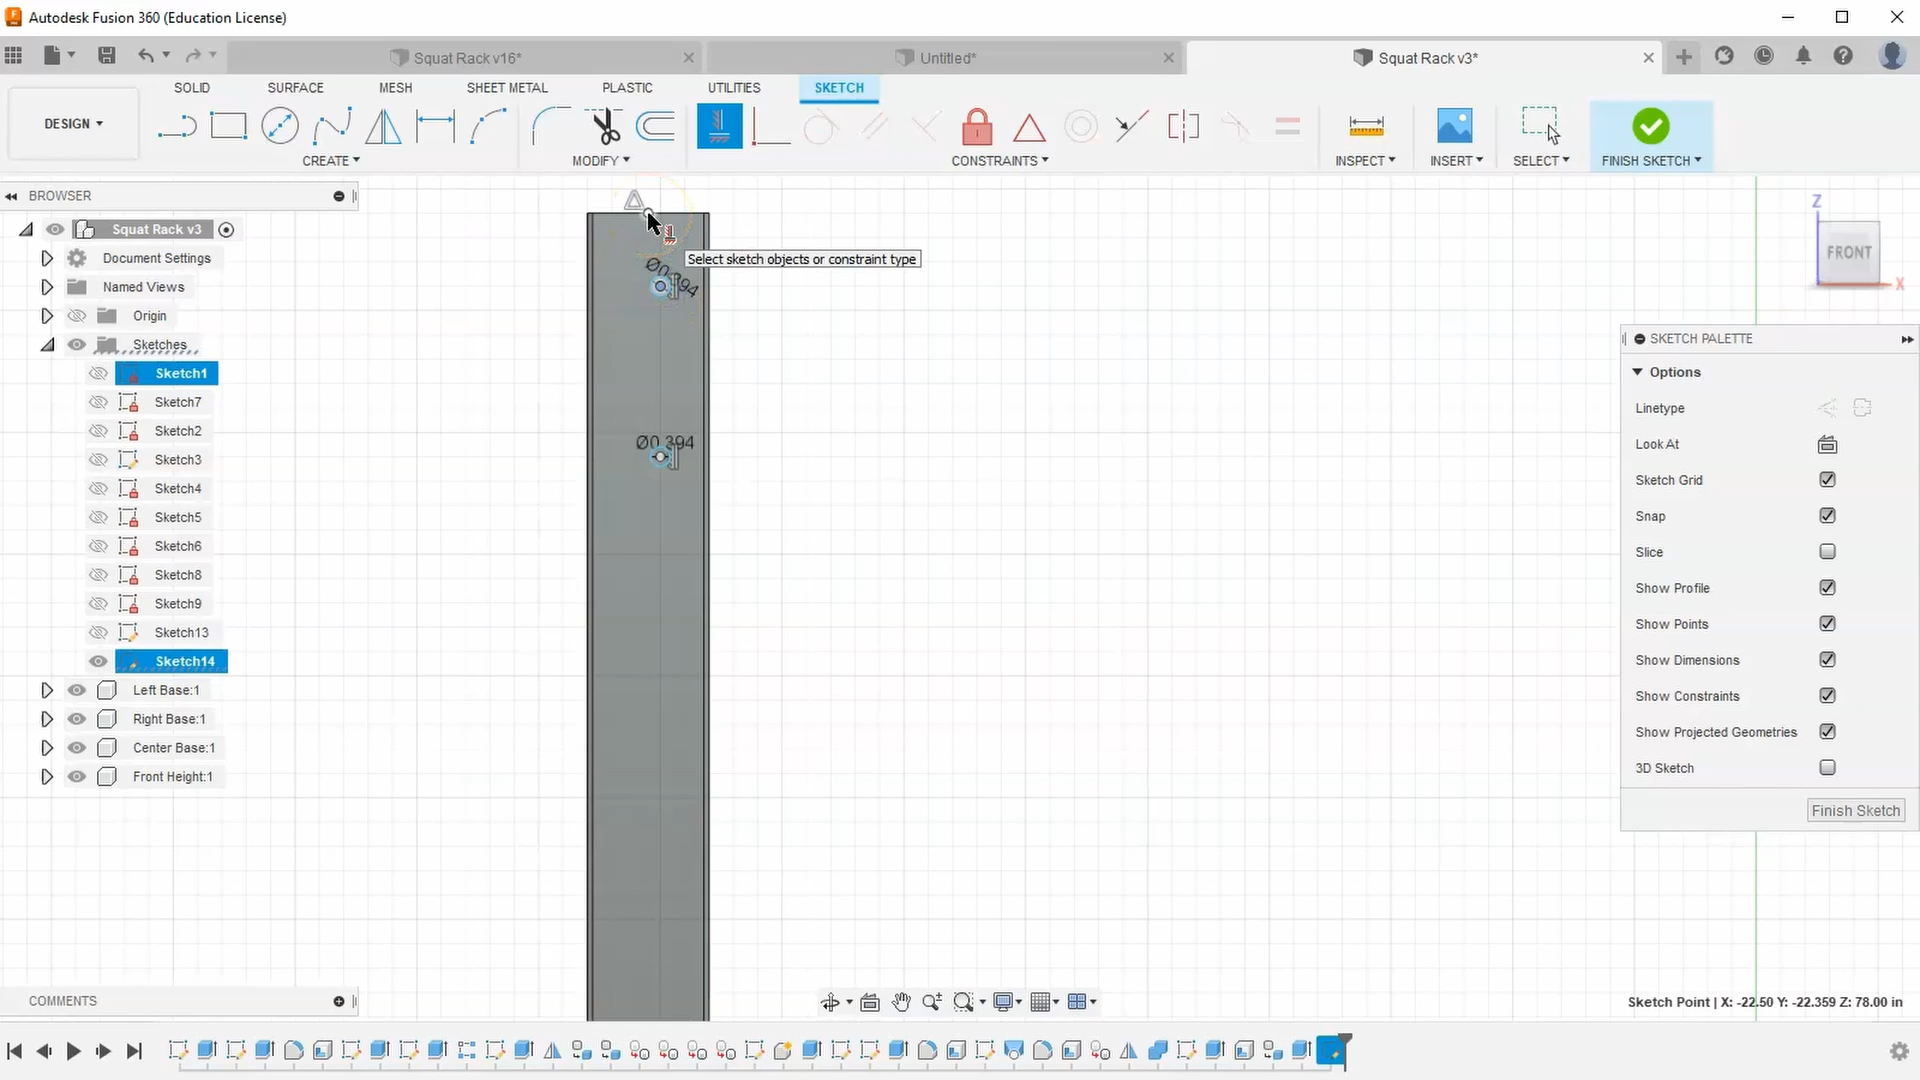 Autodesk Fusion 360 (Education License)
Squat Rack v16*
Untitled*
Squat Rack v3*
DESIGN
SOLID
SURFACE
MESH
SHEET METAL
PLASTIC
UTILITIES
SKETCH
CREATE
MODIFY
CONSTRAINTS
INSPECT
INSERT
SELECT
FINISH SKETCH
BROWSER
Squat Rack v3
Document Settings
Named Views
Origin
Sketches
Sketch1
Sketch7
Sketch2
Sketch3
Sketch4
Sketch5
Sketch6
Sketch8
Sketch9
Sketch13
Sketch14
Left Base:1
Right Base:1
Center Base:1
Front Height:1
Select sketch objects or constraint type
Ø0.394
Ø0.394
Z
FRONT
X
SKETCH PALETTE
Options
Linetype
Look At
Sketch Grid
Snap
Slice
Show Profile
Show Points
Show Dimensions
Show Constraints
Show Projected Geometries
3D Sketch
Finish Sketch
COMMENTS
Sketch Point | X: -22.50 Y: -22.359 Z: 78.00 in